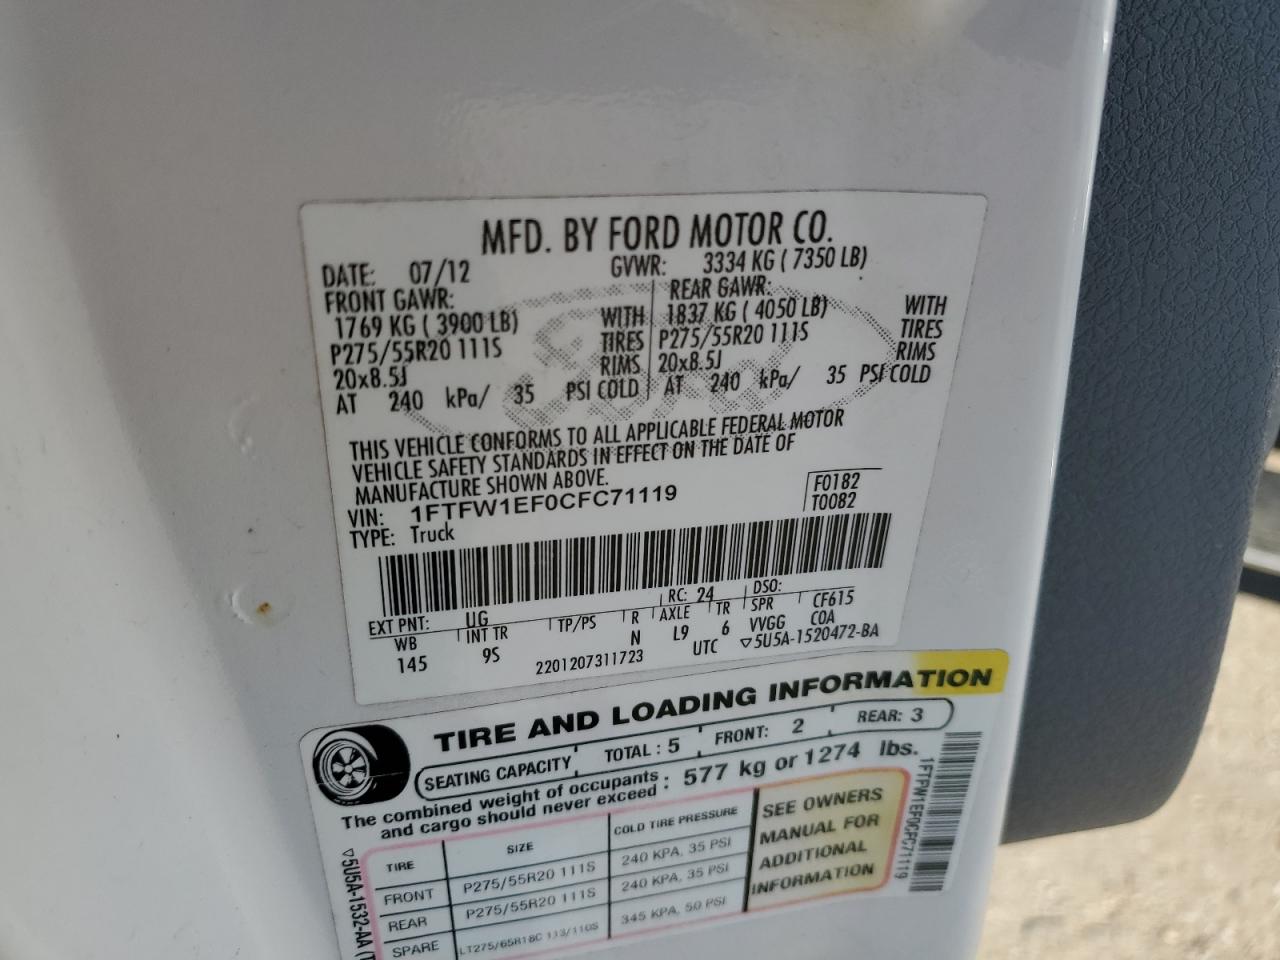 MFD. BY FORD MOTOR CO.
DATE: 07/12 GVWR: 3334 KG ( 7350 LB)
FRONT GAWR: REAR GAWR:
1769 KG ( 3900 LB) WITH 1837 KG ( 4050 LB) WITH
P275/55R20 111S TIRES P275/55R20 111S TIRES
20x8.5J RIMS 20x8.5J RIMS
AT 240 kPa/ 35 PSI COLD AT 240 kPa/ 35 PSI COLD
THIS VEHICLE CONFORMS TO ALL APPLICABLE FEDERAL MOTOR
VEHICLE SAFETY STANDARDS IN EFFECT ON THE DATE OF
MANUFACTURE SHOWN ABOVE.
VIN: 1FTFW1EF0CFC71119 F0182
TYPE: Truck T0082
EXT PNT: UG RC: 24 DSO:
WB INT TR TP/PS R AXLE TR SPR CF615
145 9S N L9 6 VVGG COA
2201207311723 UTC ▽5U5A-1520472-BA
TIRE AND LOADING INFORMATION
SEATING CAPACITY TOTAL : 5 FRONT: 2 REAR: 3
The combined weight of occupants
and cargo should never exceed : 577 kg or 1274 lbs.
TIRE SIZE COLD TIRE PRESSURE
FRONT P275/55R20 111S 240 KPA, 35 PSI
REAR P275/55R20 111S 240 KPA, 35 PSI
SPARE LT275/65R18C 113/110S 345 KPA, 50 PSI
SEE OWNERS
MANUAL FOR
ADDITIONAL
INFORMATION
1FTFW1EF0CFC71119
▽5U5A-1532-AA (T